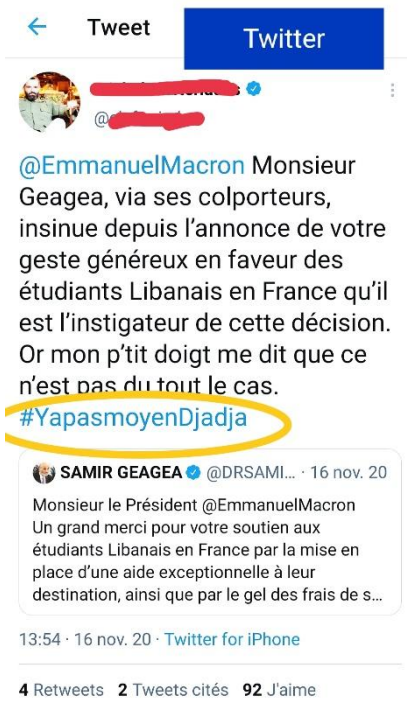 Tweet
Twitter
@
@EmmanuelMacron Monsieur
Geagea, via ses colporteurs,
insinue depuis l'annonce de votre
geste généreux en faveur des
étudiants Libanais en France qu'il
est l'instigateur de cette décision.
Or mon p'tit doigt me dit que ce
n'est pas du tout le cas.
#YapasmoyenDjadja
SAMIR GEAGEA @DRSAMI... · 16 nov. 20
Monsieur le Président @EmmanuelMacron
Un grand merci pour votre soutien aux
étudiants Libanais en France par la mise en
place d'une aide exceptionnelle à leur
destination, ainsi que par le gel des frais de s...
13:54 · 16 nov. 20 · Twitter for iPhone
4 Retweets 2 Tweets cités 92 J'aime